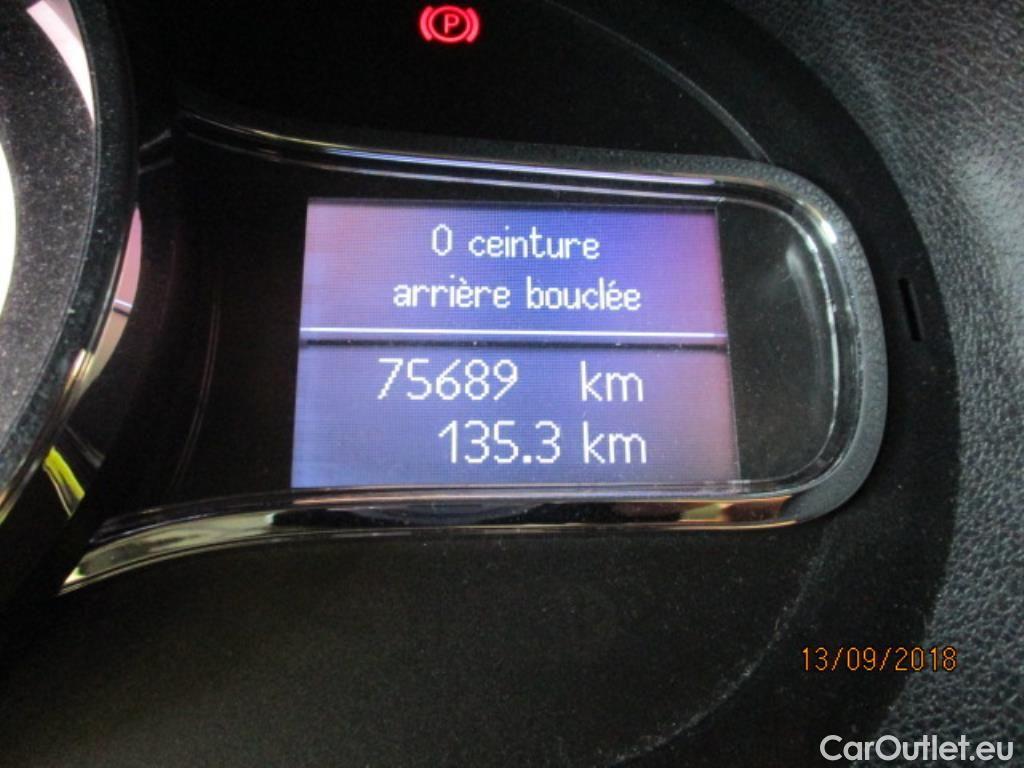 P
0 ceinture
arrière bouclée
75689 km
135.3 km
13/09/2018
CarOutlet.eu